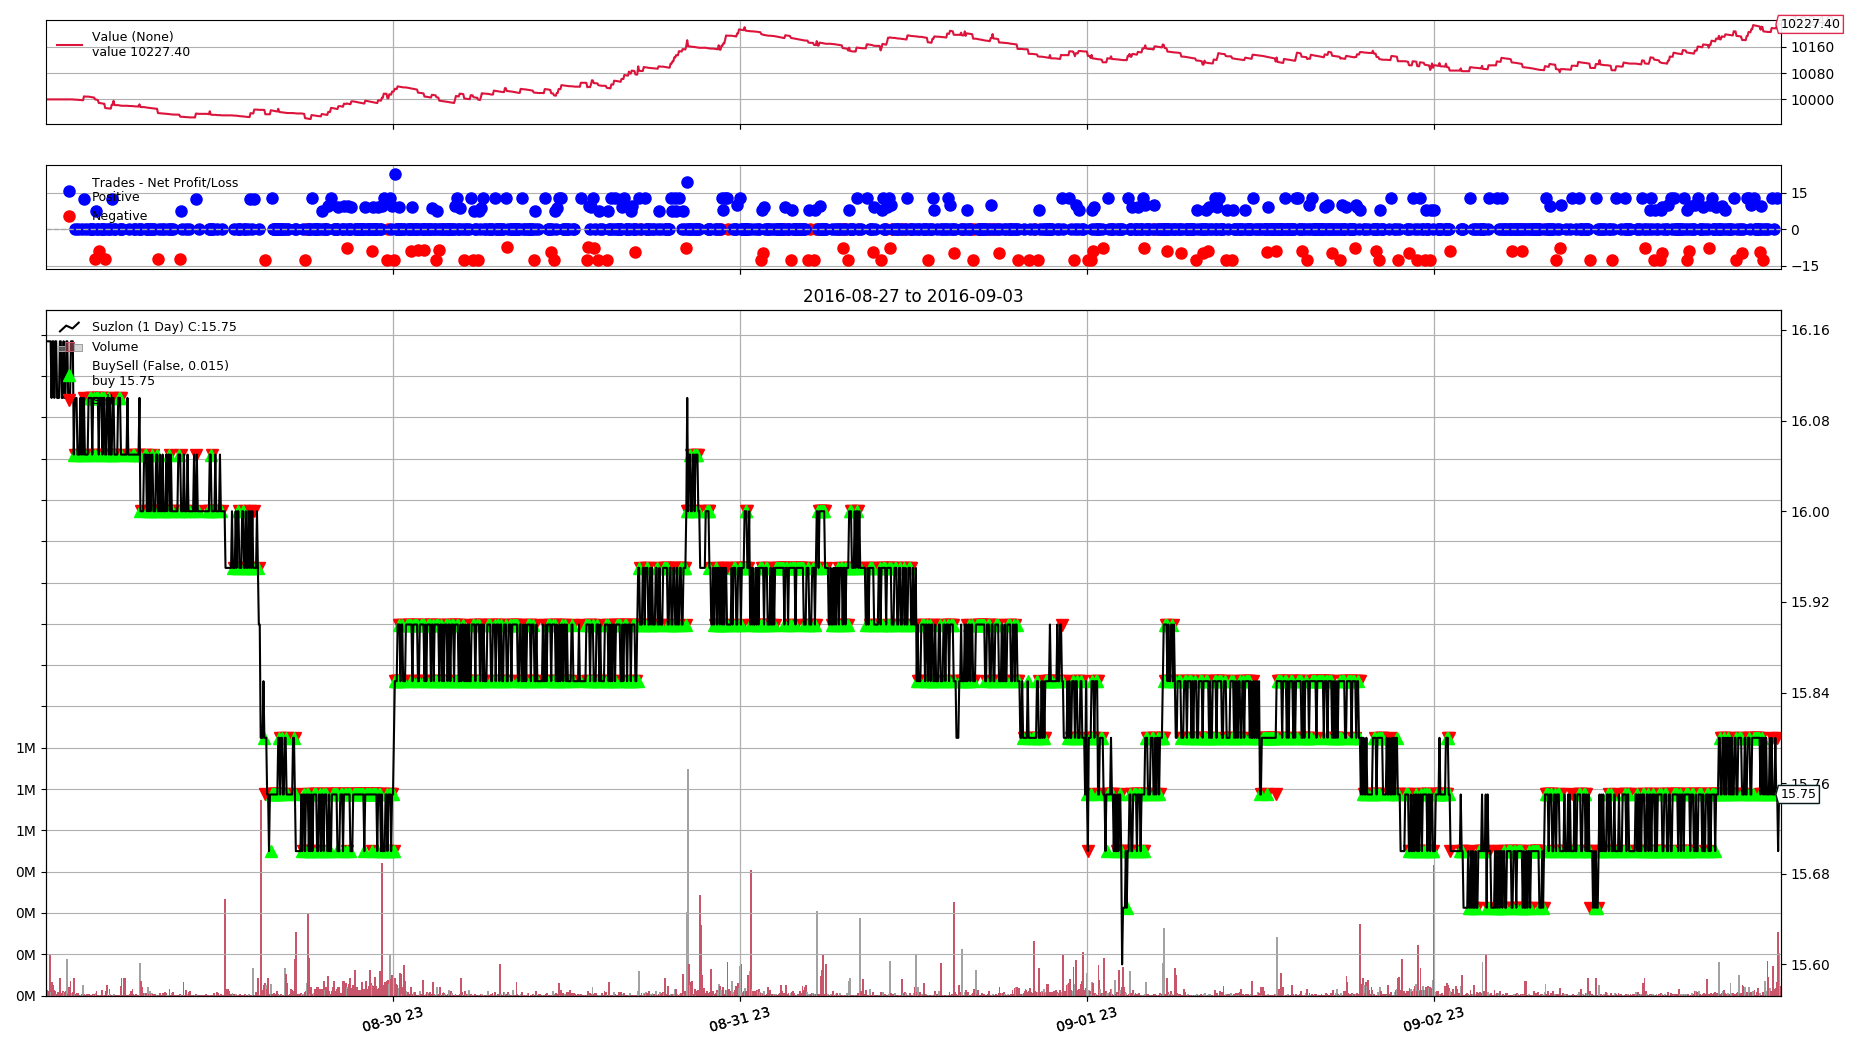 Value (None)
value 10227.40
10227.40
10160
10080
10000
Trades - Net Profit/Loss
Positive
Negative
15
0
−15
2016-08-27 to 2016-09-03
Suzlon (1 Day) C:15.75
Volume
BuySell (False, 0.015)
buy 15.75
16.16
16.08
16.00
15.92
15.84
15.76
15.75
15.68
15.60
1M
1M
1M
0M
0M
0M
0M
08-30 23
08-31 23
09-01 23
09-02 23